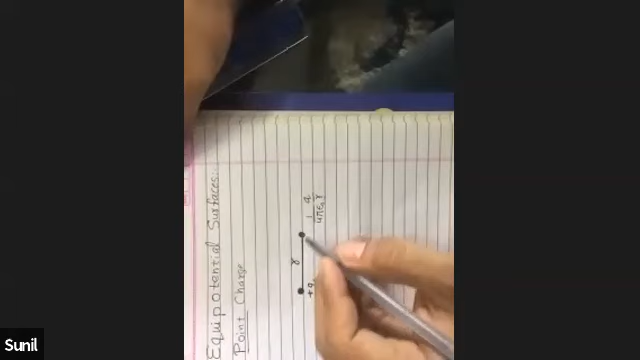 Equipotential Surfaces:-
Point Charge
r
+q
1 q
4πε₀ r
Sunil